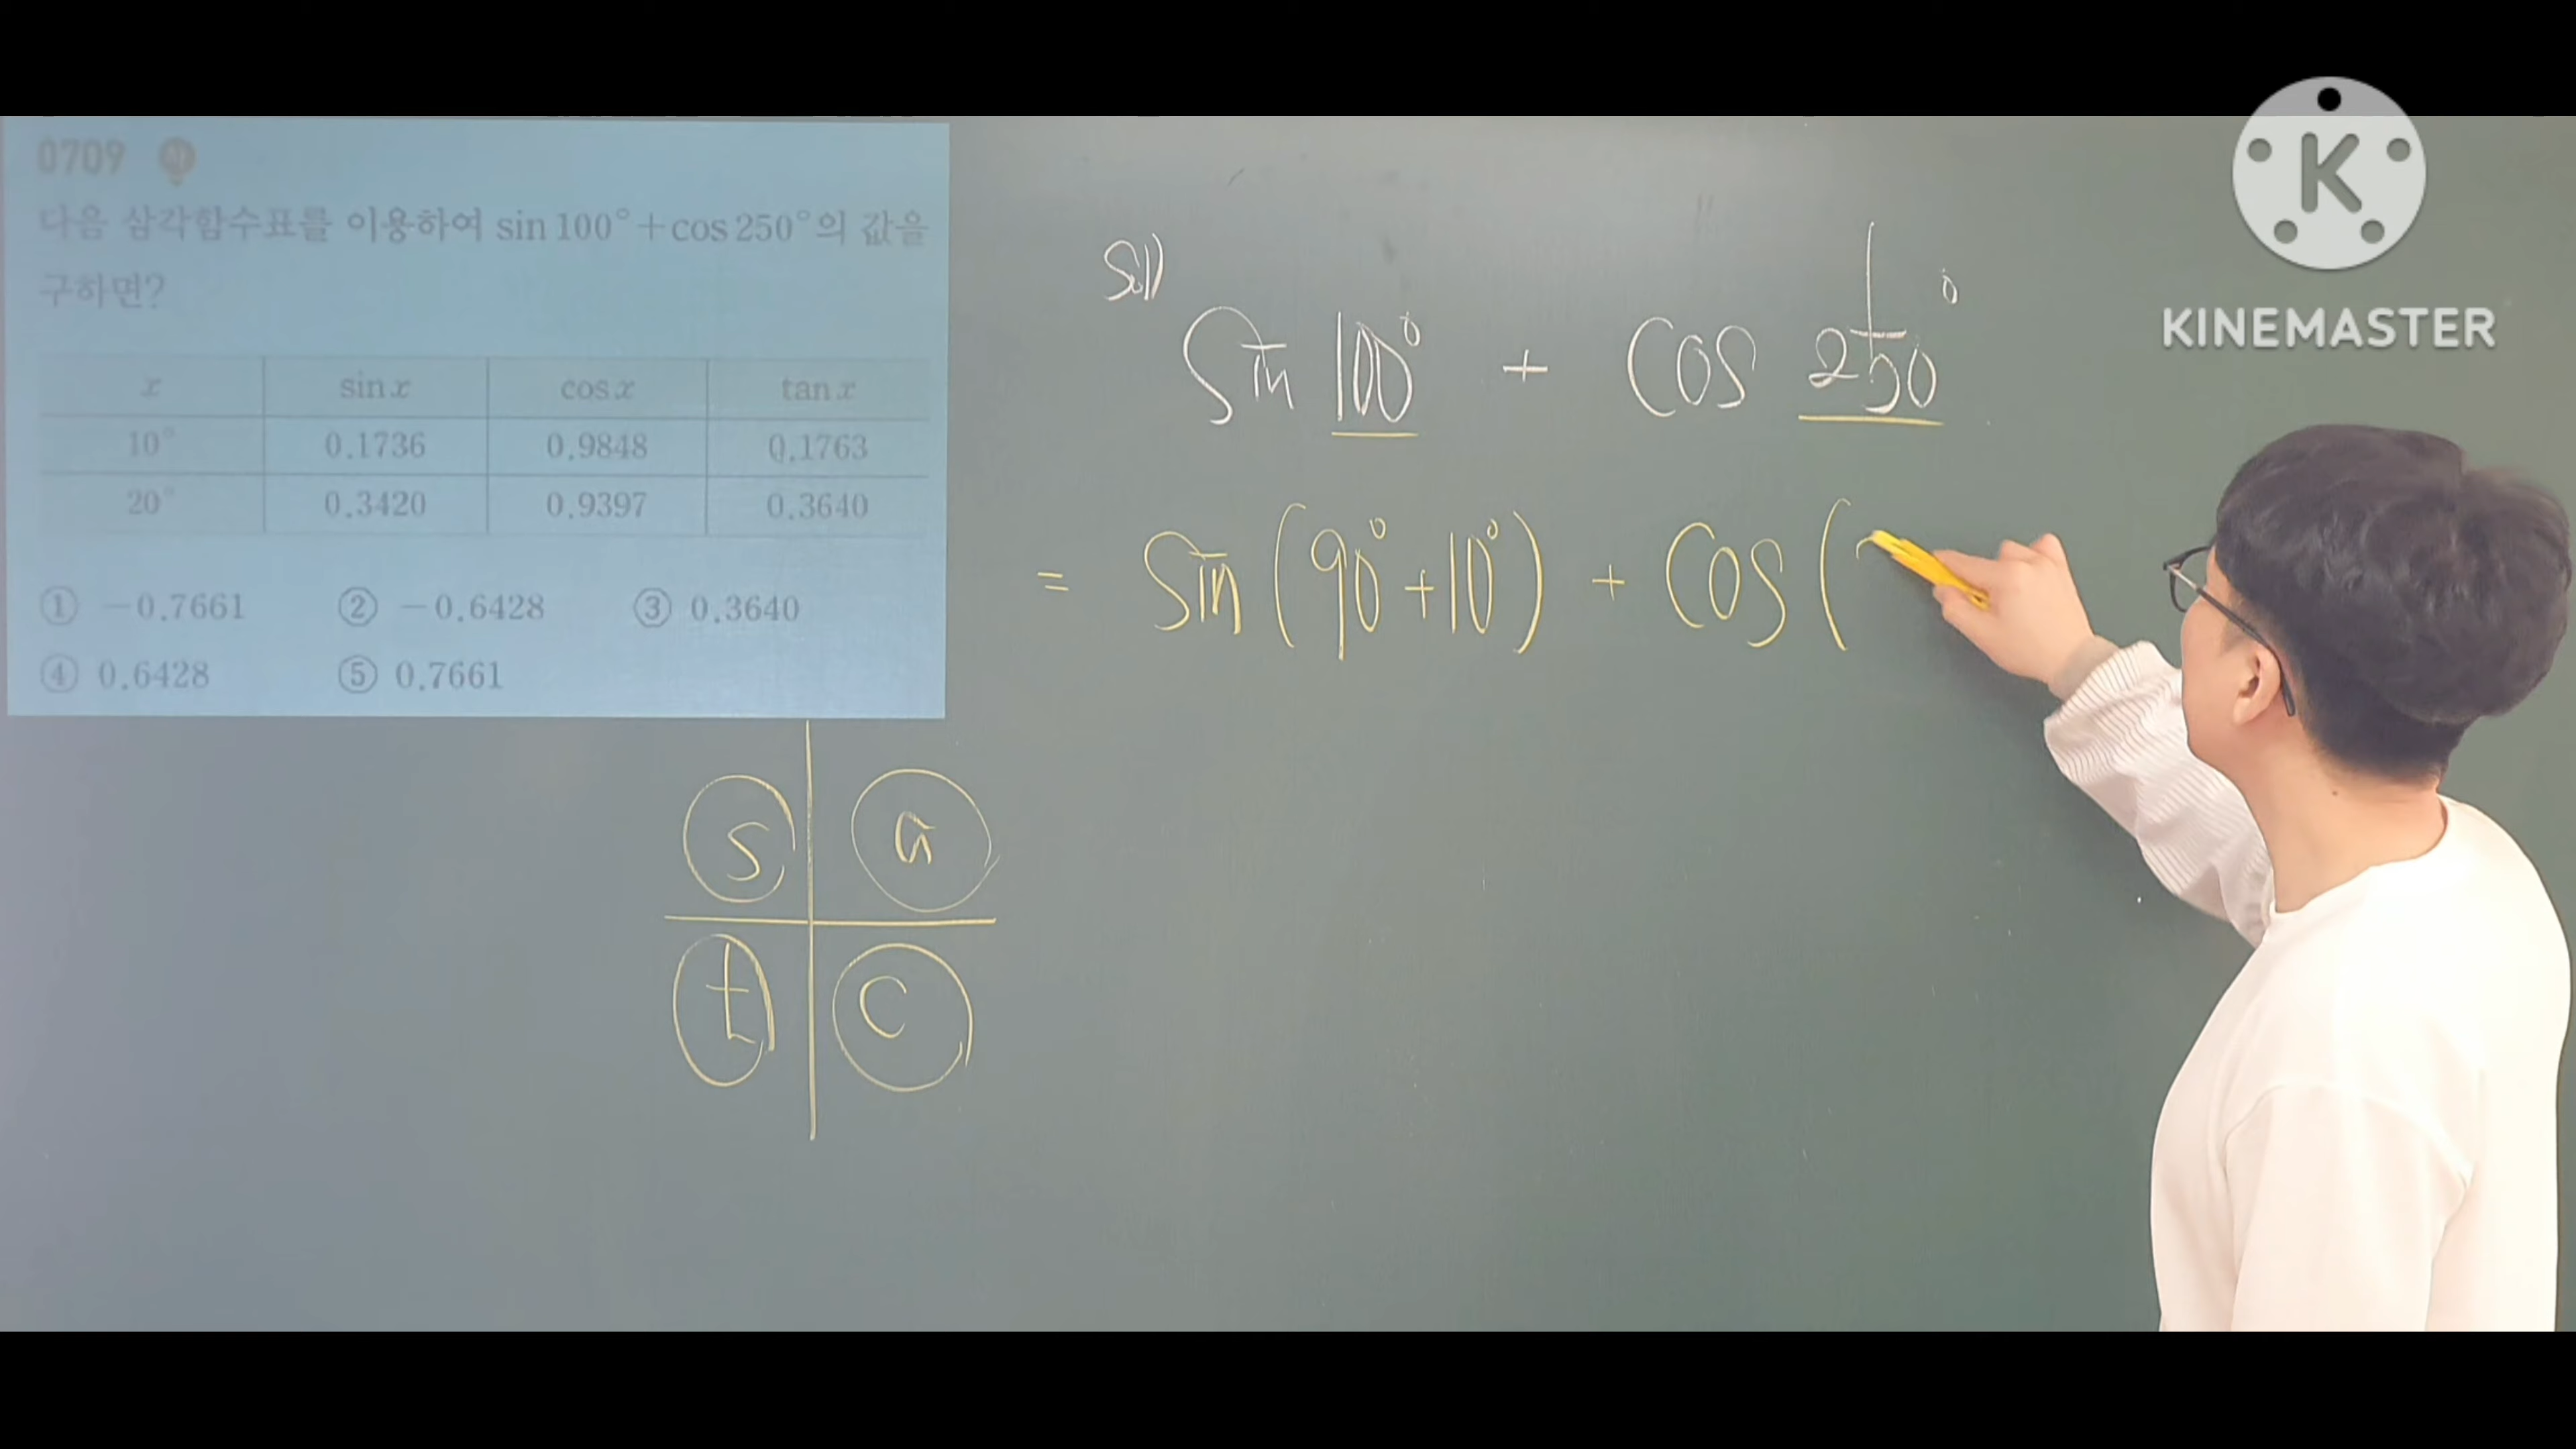 0709
다음 삼각함수표를 이용하여 sin 100°+cos 250°의 값을
구하면?
x sin x cos x tan x
10° 0.1736 0.9848 0.1763
20° 0.3420 0.9397 0.3640
① -0.7661 ② -0.6428 ③ 0.3640
④ 0.6428 ⑤ 0.7661
sol)
sin 100° + cos 250°
= sin (90° + 10°) + cos (
s a
t c
K
KINEMASTER